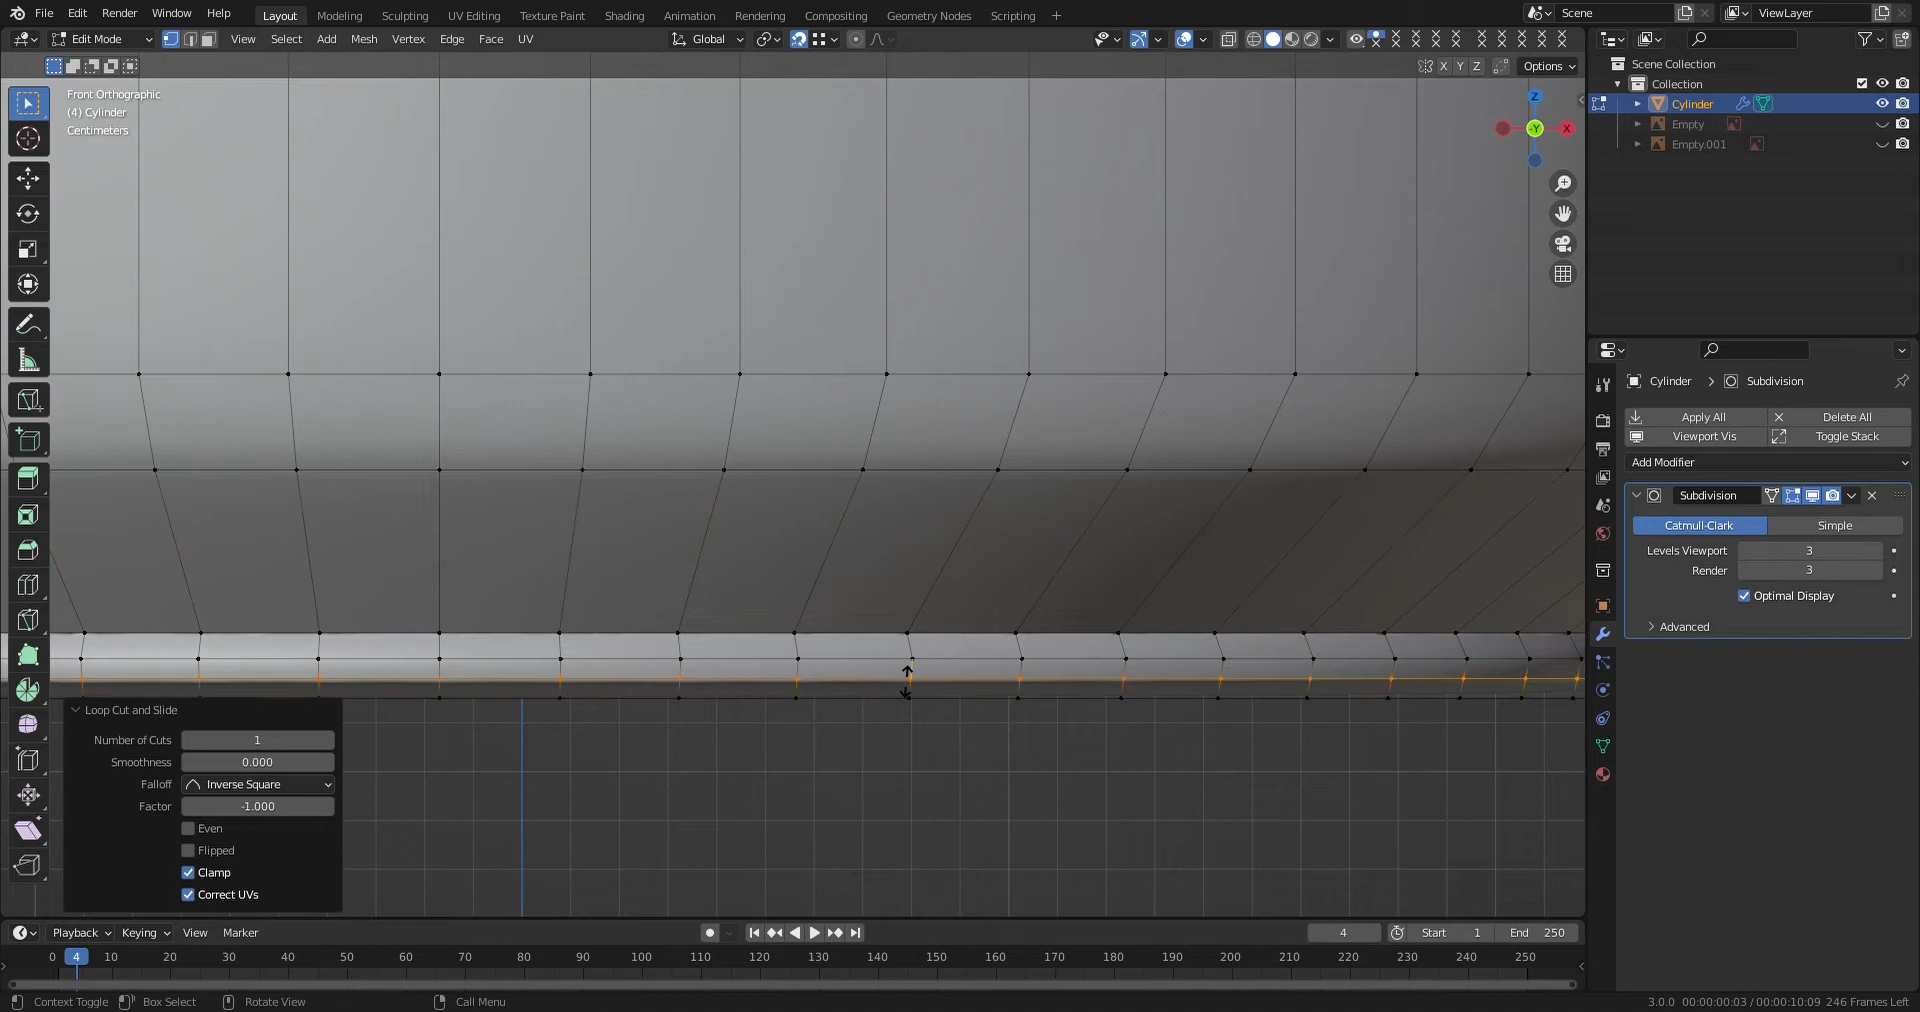 File Edit Render Window Help Layout Modeling Sculpting UV Editing Texture Paint Shading Animation Rendering Compositing Geometry Nodes Scripting + Scene ViewLayer
Edit Mode View Select Add Mesh Vertex Edge Face UV Global
X Y Z Options
Scene Collection
Collection
Cylinder
Empty
Empty.001
Front Orthographic
(4) Cylinder
Centimeters
Z
-Y X
Cylinder > Subdivision
Apply All Delete All
Viewport Vis Toggle Stack
Add Modifier
Subdivision
Catmull-Clark Simple
Levels Viewport 3
Render 3
Optimal Display
Advanced
Loop Cut and Slide
Number of Cuts 1
Smoothness 0.000
Falloff Inverse Square
Factor -1.000
Even
Flipped
Clamp
Correct UVs
Playback Keying View Marker 4 Start 1 End 250
0 4 10 20 30 40 50 60 70 80 90 100 110 120 130 140 150 160 170 180 190 200 210 220 230 240 250
Context Toggle Box Select Rotate View Call Menu 3.0.0 00:00:00:03 / 00:00:10:09 246 Frames Left